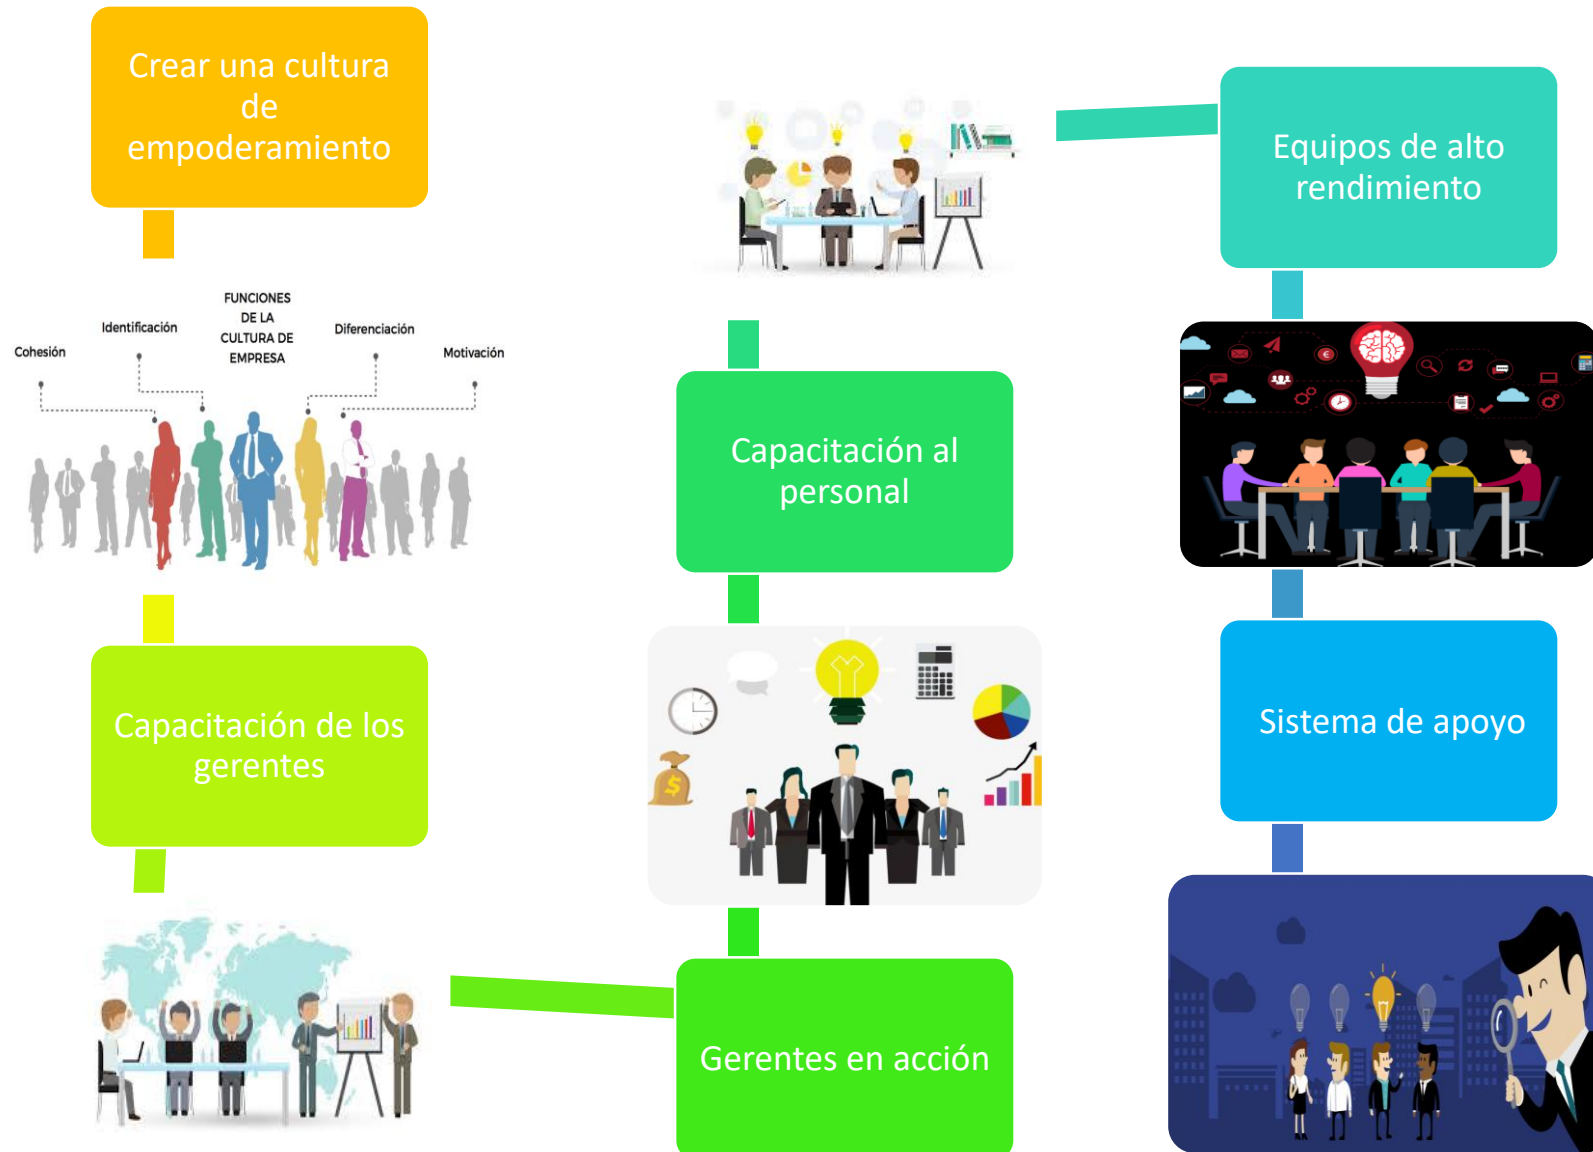 Crear una cultura
de
empoderamiento
FUNCIONES
DE LA
CULTURA DE
EMPRESA
Cohesión
Identificación
Diferenciación
Motivación
Capacitación de los
gerentes
Gerentes en acción
Capacitación al
personal
Equipos de alto
rendimiento
Sistema de apoyo